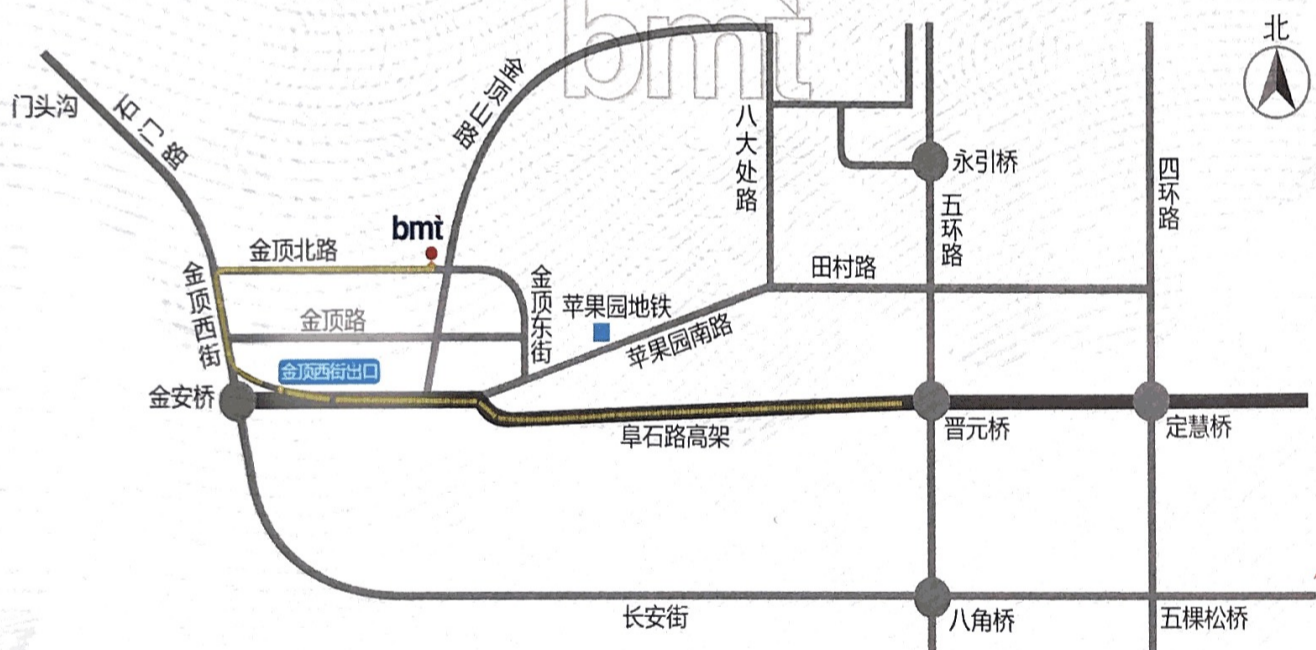 bmt
北
门头沟
石门路
金顶山路
八大处路
永引桥
五环路
四环路
bmt
金顶北路
金顶西街
金顶路
金顶东街
苹果园地铁
苹果园南路
田村路
金顶西街出口
金安桥
阜石路高架
晋元桥
定慧桥
长安街
八角桥
五棵松桥